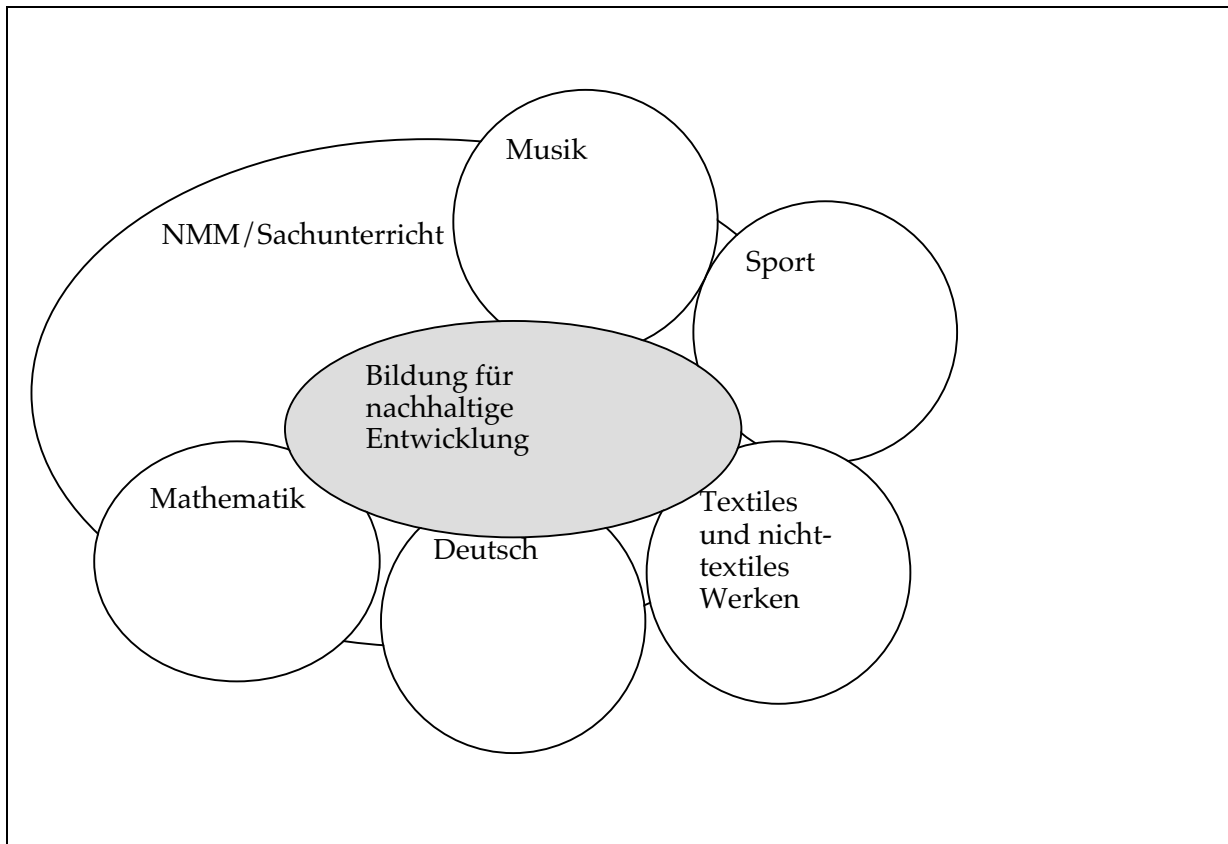 Musik
NMM/Sachunterricht
Sport
Bildung für
nachhaltige
Entwicklung
Mathematik
Textiles
und nicht-
textiles
Werken
Deutsch